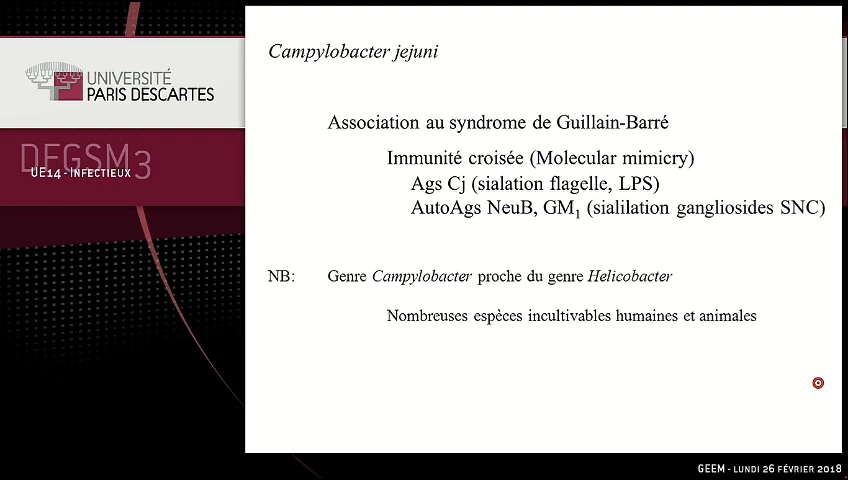 Campylobacter jejuni
UNIVERSITÉ
PARIS DESCARTES
Association au syndrome de Guillain-Barré
DFGSM3
UE14 - Infectieux
Immunité croisée (Molecular mimicry)
Ags Cj (sialation flagelle, LPS)
AutoAgs NeuB, GM1 (sialilation gangliosides SNC)
NB: Genre Campylobacter proche du genre Helicobacter
Nombreuses espèces incultivables humaines et animales
GEEM - LUNDI 26 FÉVRIER 2018